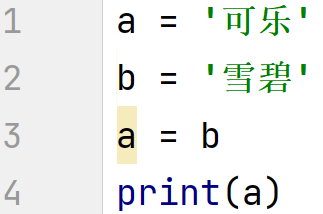 1 a = '可乐'
2 b = '雪碧'
3 a = b
4 print(a)